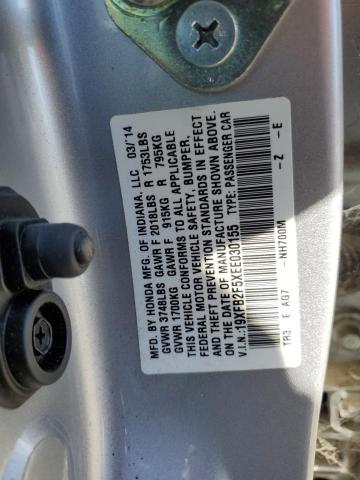 MFD. BY HONDA MFG. OF INDIANA, LLC 03/14
GVWR 3748LBS GAWR F 2018LBS R 1753LBS
GVWR 1700KG GAWR F 915KG R 795KG
THIS VEHICLE CONFORMS TO ALL APPLICABLE
FEDERAL MOTOR VEHICLE SAFETY, BUMPER,
AND THEFT PREVENTION STANDARDS IN EFFECT
ON THE DATE OF MANUFACTURE SHOWN ABOVE.
V.I.N.:19XFB2F5XEE030155 TYPE: PASSENGER CAR
TR3 E AG7 - NH700M - Z - E